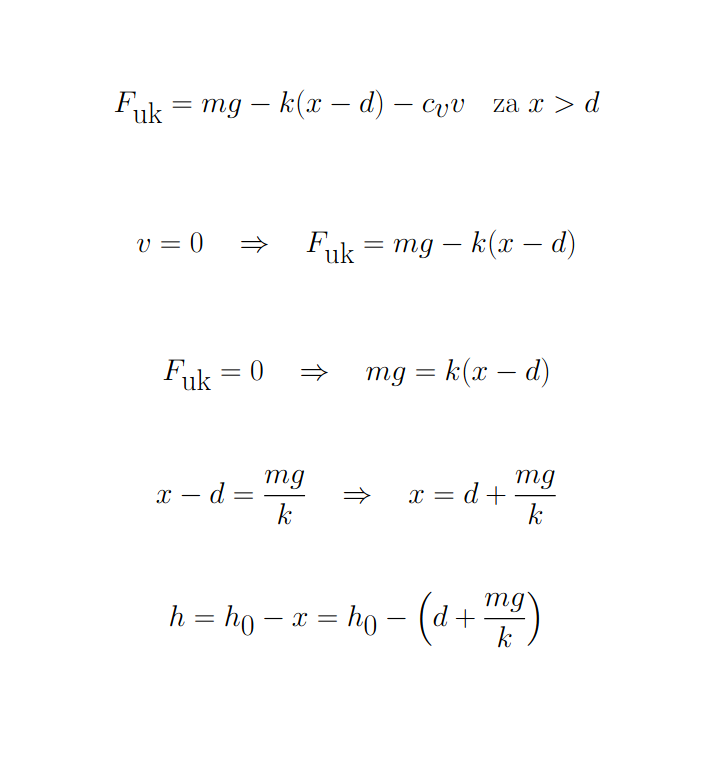 F_uk = mg − k(x − d) − c_v v za x > d
v = 0 ⇒ F_uk = mg − k(x − d)
F_uk = 0 ⇒ mg = k(x − d)
x − d = mg/k ⇒ x = d + mg/k
h = h_0 − x = h_0 − (d + mg/k)